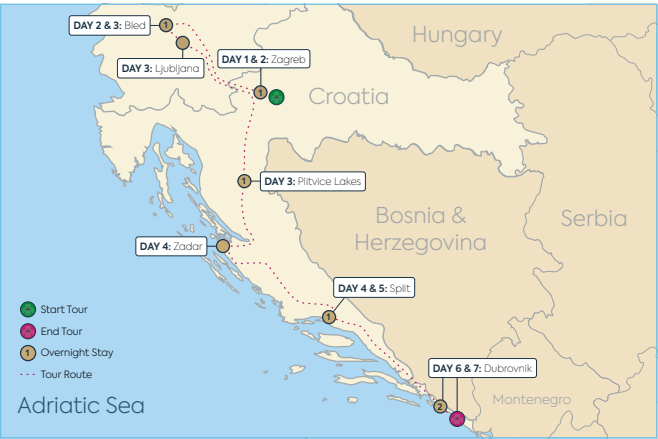 Hungary
DAY 2 & 3: Bled
1
DAY 3: Ljubljana
DAY 1 & 2: Zagreb
1
Croatia
1
DAY 3: Plitvice Lakes
Bosnia &
Herzegovina
Serbia
DAY 4: Zadar
DAY 4 & 5: Split
1
Start Tour
End Tour
1 Overnight Stay
Tour Route
DAY 6 & 7: Dubrovnik
2
Montenegro
Adriatic Sea